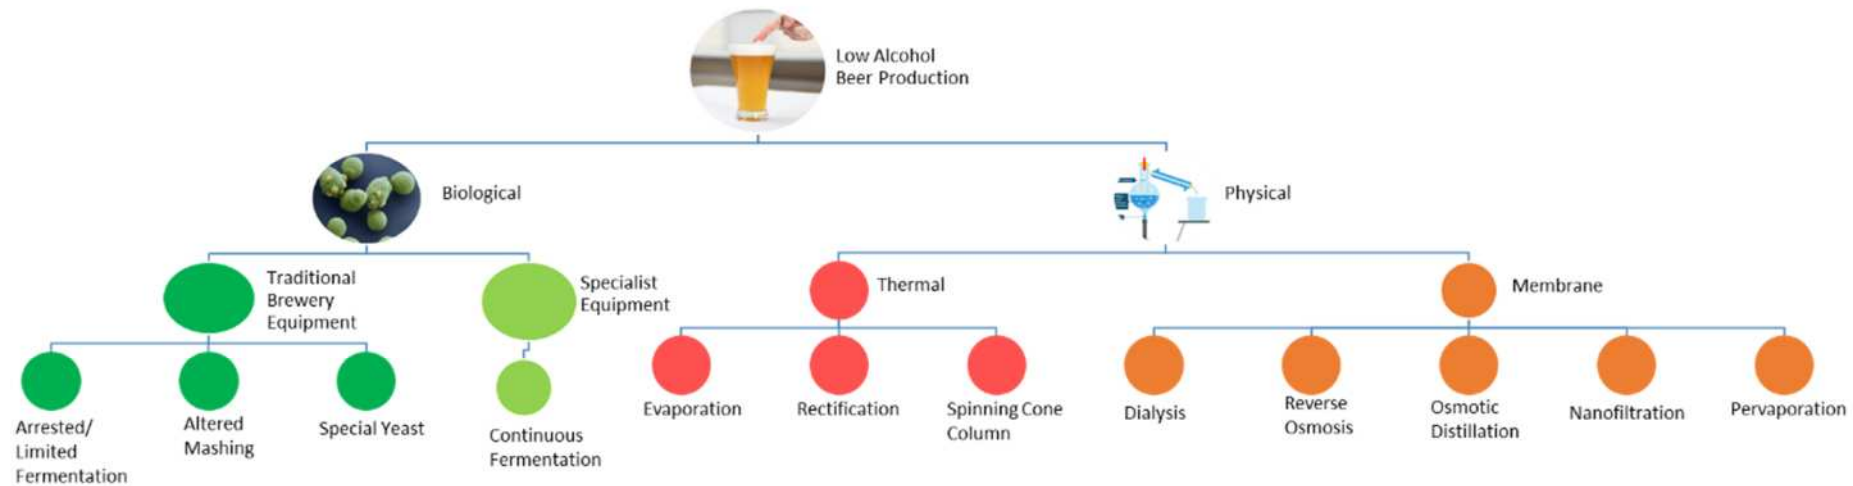 Low Alcohol
Beer Production
Biological
Physical
Traditional
Brewery
Equipment
Specialist
Equipment
Thermal
Membrane
Arrested/
Limited
Fermentation
Altered
Mashing
Special Yeast
Continuous
Fermentation
Evaporation
Rectification
Spinning Cone
Column
Dialysis
Reverse
Osmosis
Osmotic
Distillation
Nanofiltration
Pervaporation